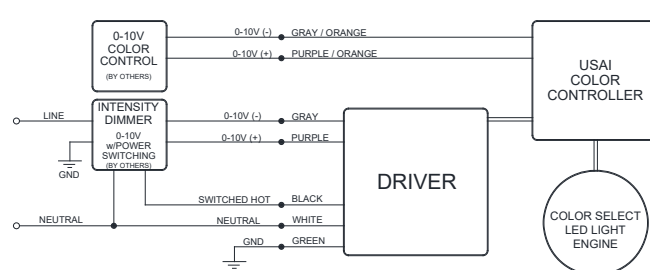 0-10V
COLOR
CONTROL
(BY OTHERS)
0-10V (-) GRAY / ORANGE
0-10V (+) PURPLE / ORANGE
USAI
COLOR
CONTROLLER
LINE
INTENSITY
DIMMER
0-10V
w/POWER
SWITCHING
(BY OTHERS)
GND
0-10V (-) GRAY
0-10V (+) PURPLE
DRIVER
SWITCHED HOT BLACK
NEUTRAL
NEUTRAL WHITE
GND GREEN
COLOR SELECT
LED LIGHT
ENGINE